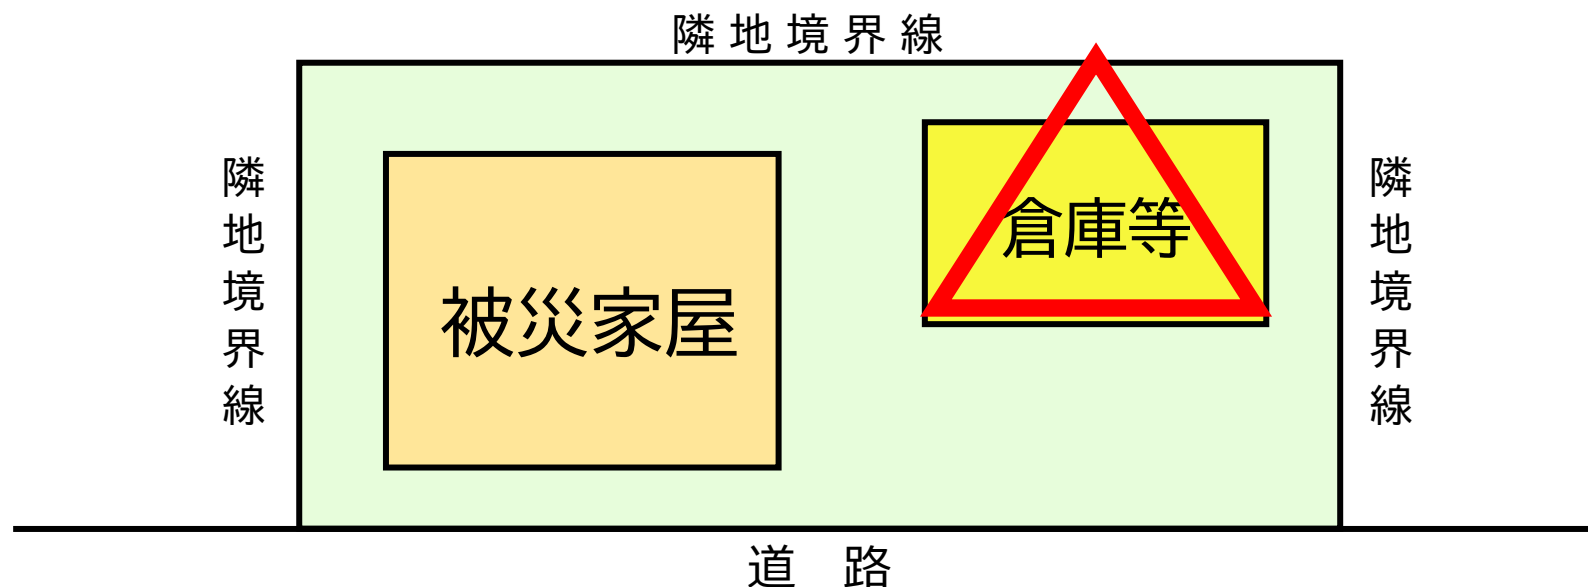 隣地境界線
隣地境界線
倉庫等
被災家屋
隣地境界線
道　路